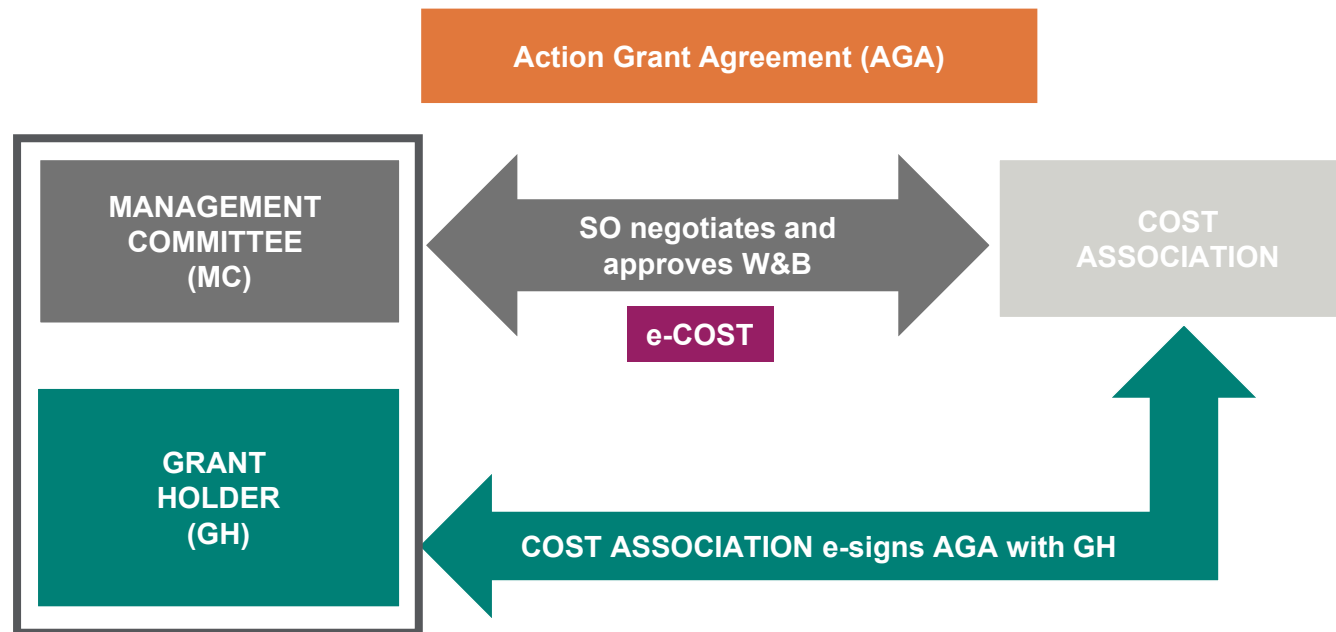 Action Grant Agreement (AGA)
MANAGEMENT
COMMITTEE
(MC)
SO negotiates and
approves W&B
COST
ASSOCIATION
e-COST
GRANT
HOLDER
(GH)
COST ASSOCIATION e-signs AGA with GH